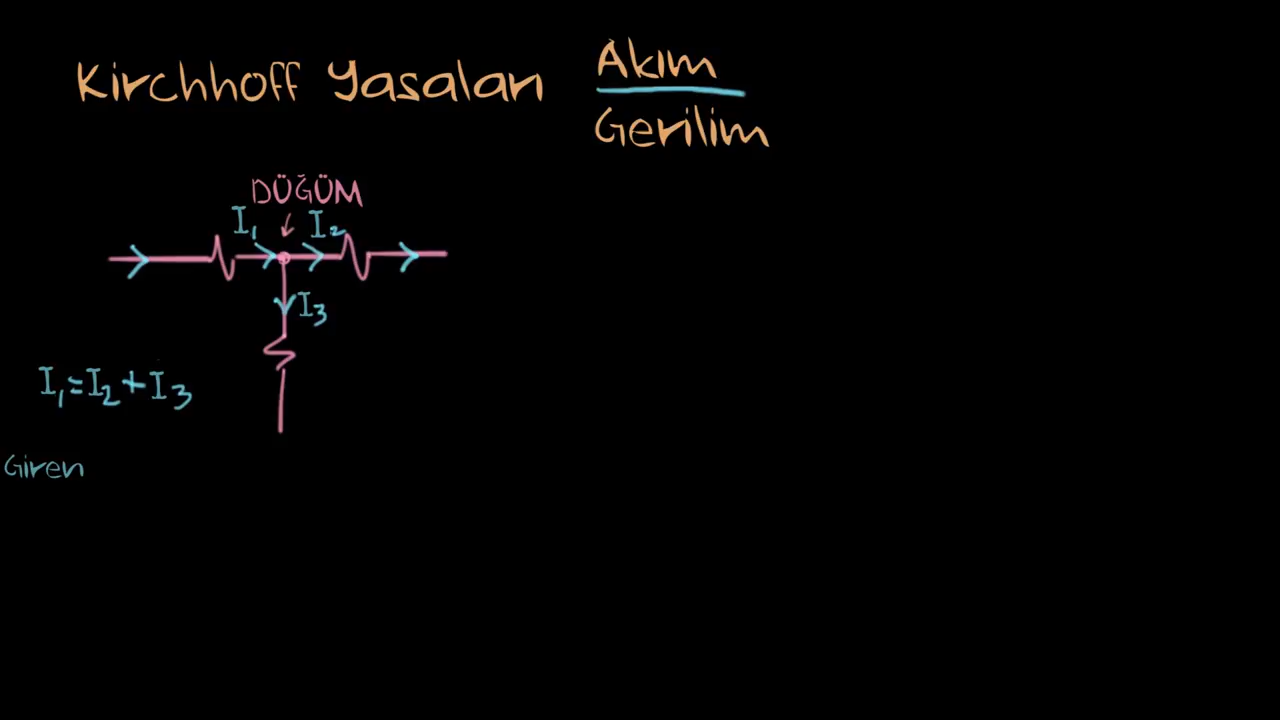 Kirchhoff Yasaları
Akım
Gerilim
DÜĞÜM
I₁ I₂
I₃
I₁=I₂+I₃
Giren